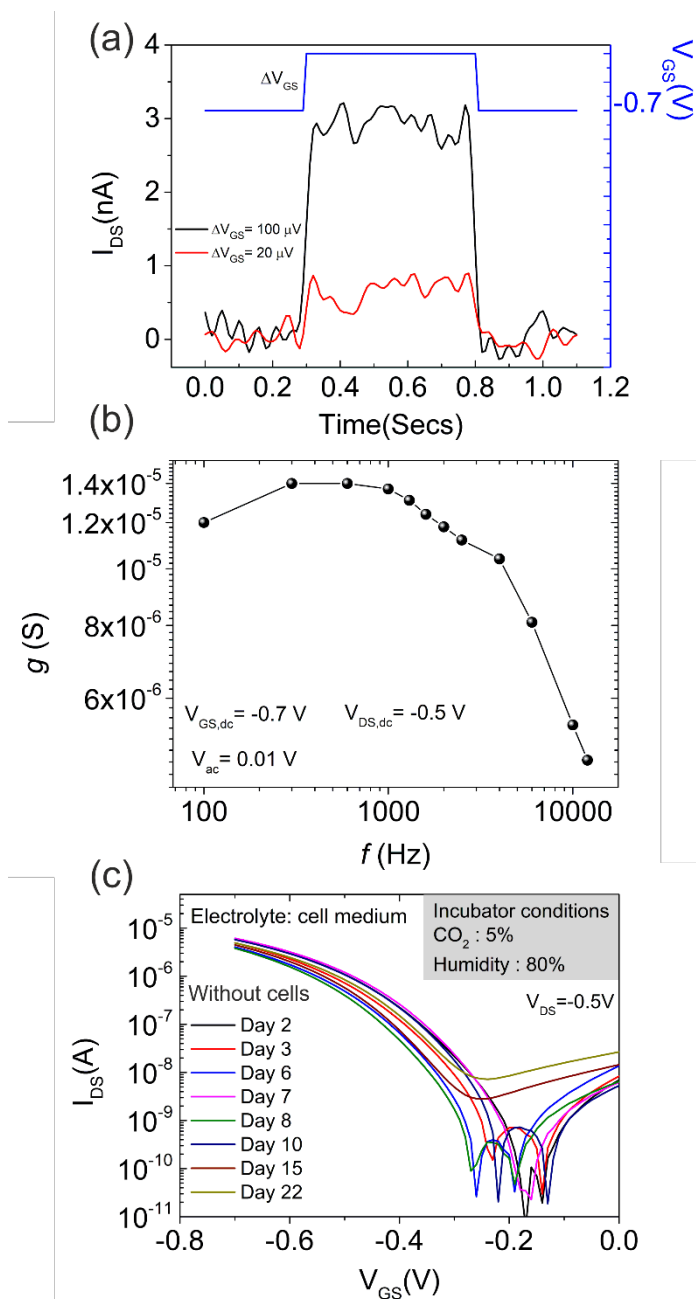 (a)
4
3
2
1
0
I_DS(nA)
ΔV_GS
V_GS(V)
-0.7
ΔV_GS= 100 μV
ΔV_GS= 20 μV
0.0 0.2 0.4 0.6 0.8 1.0 1.2
Time(Secs)
(b)
1.4x10⁻⁵
1.2x10⁻⁵
10⁻⁵
8x10⁻⁶
6x10⁻⁶
g (S)
V_GS,dc= -0.7 V V_DS,dc= -0.5 V
V_ac = 0.01 V
100 1000 10000
f (Hz)
(c)
10⁻⁵
10⁻⁶
10⁻⁷
10⁻⁸
10⁻⁹
10⁻¹⁰
10⁻¹¹
I_DS(A)
Electrolyte: cell medium
Incubator conditions
CO₂ : 5%
Humidity : 80%
V_DS=-0.5V
Without cells
Day 2
Day 3
Day 6
Day 7
Day 8
Day 10
Day 15
Day 22
-0.8 -0.6 -0.4 -0.2 0.0
V_GS(V)